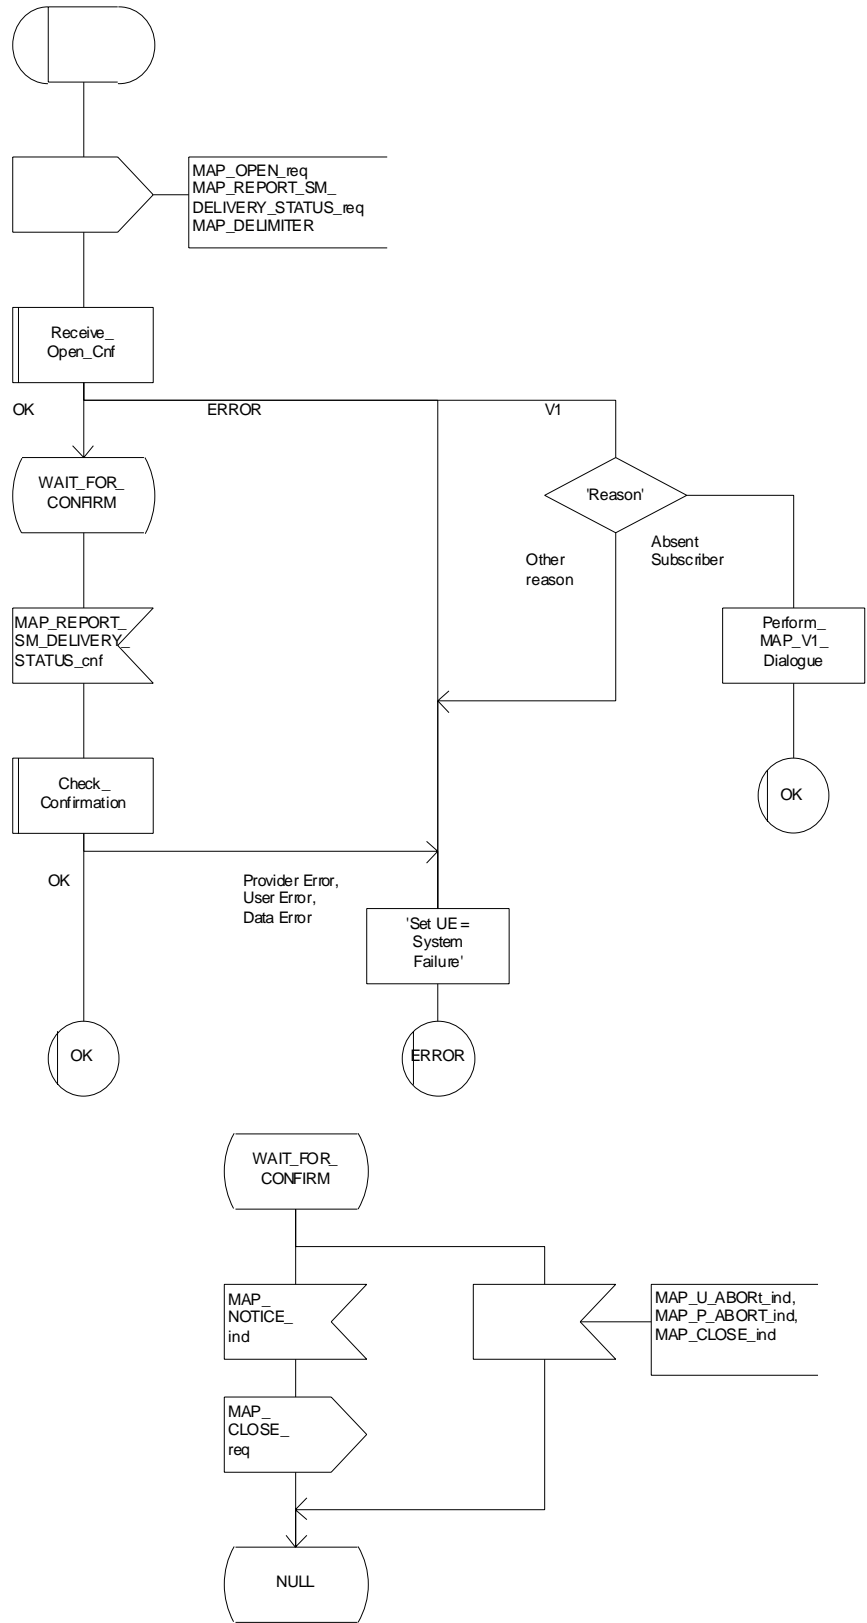 MAP_OPEN_req
MAP_REPORT_SM_
DELIVERY_STATUS_req
MAP_DELIMITER
Receive_
Open_Cnf
OK
ERROR
V1
WAIT_FOR_
CONFIRM
'Reason'
Other
reason
Absent
Subscriber
MAP_REPORT_
SM_DELIVERY_
STATUS_cnf
Perform_
MAP_V1_
Dialogue
Check_
Confirmation
OK
OK
Provider Error,
User Error,
Data Error
'Set UE =
System
Failure'
OK
ERROR
WAIT_FOR_
CONFIRM
MAP_
NOTICE_
ind
MAP_U_ABORt_ind,
MAP_P_ABORT_ind,
MAP_CLOSE_ind
MAP_
CLOSE_
req
NULL